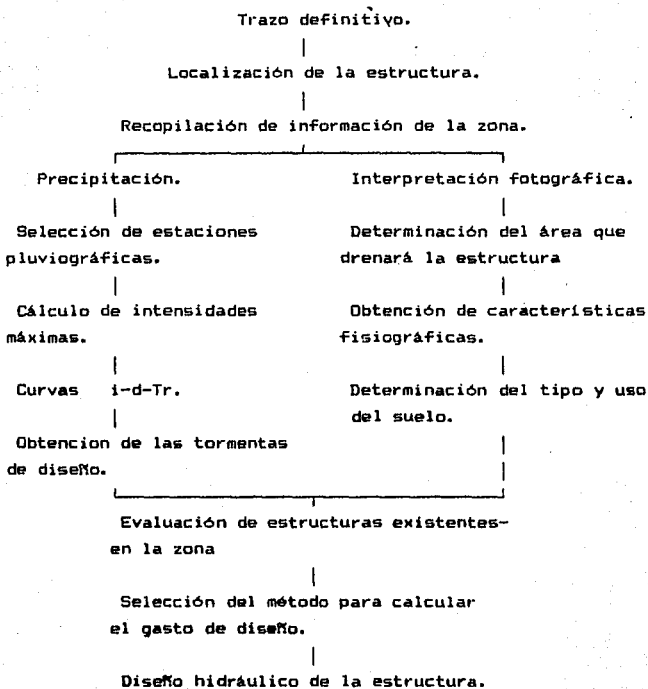 Trazo definitivo.
Localización de la estructura.
Recopilación de información de la zona.
Precipitación.
Interpretación fotográfica.
Selección de estaciones
pluviográficas.
Determinación del área que
drenará la estructura
Cálculo de intensidades
máximas.
Obtención de características
fisiográficas.
Curvas i-d-Tr.
Determinación del tipo y uso
del suelo.
Obtencion de las tormentas
de diseño.
Evaluación de estructuras existentes-
en la zona
Selección del método para calcular
el gasto de diseño.
Diseño hidráulico de la estructura.